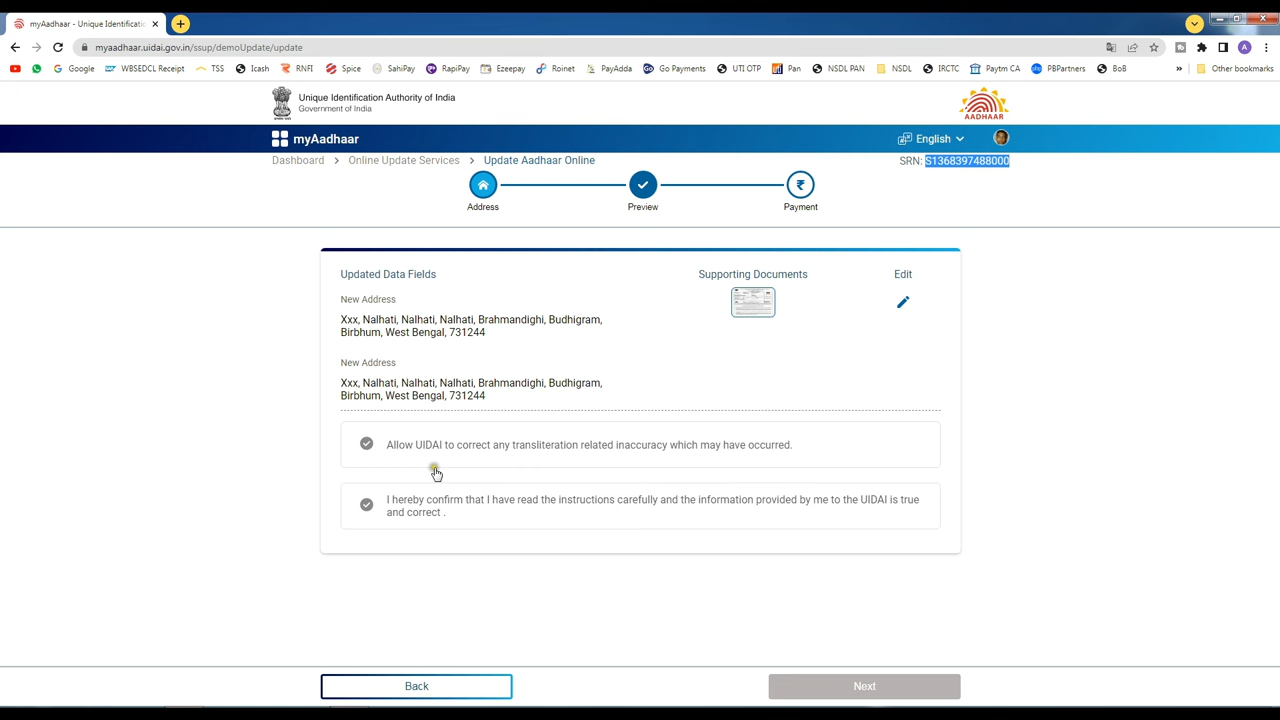 myAadhaar - Unique Identificatio
myaadhaar.uidai.gov.in/ssup/demoUpdate/update
A
Google WBSEDCL Receipt TSS Icash RNFI Spice SahiPay RapiPay Ezeepay Roinet PayAdda Go Payments UTI OTP Pan NSDL PAN NSDL IRCTC Paytm CA PBPartners BoB » Other bookmarks
Unique Identification Authority of India
Government of India
AADHAAR
myAadhaar
English
Dashboard > Online Update Services > Update Aadhaar Online
SRN: S1368397488000
₹
Address Preview Payment
Updated Data Fields Supporting Documents Edit
New Address
Xxx, Nalhati, Nalhati, Nalhati, Brahmandighi, Budhigram,
Birbhum, West Bengal, 731244
New Address
Xxx, Nalhati, Nalhati, Nalhati, Brahmandighi, Budhigram,
Birbhum, West Bengal, 731244
Allow UIDAI to correct any transliteration related inaccuracy which may have occurred.
I hereby confirm that I have read the instructions carefully and the information provided by me to the UIDAI is true
and correct .
Back Next